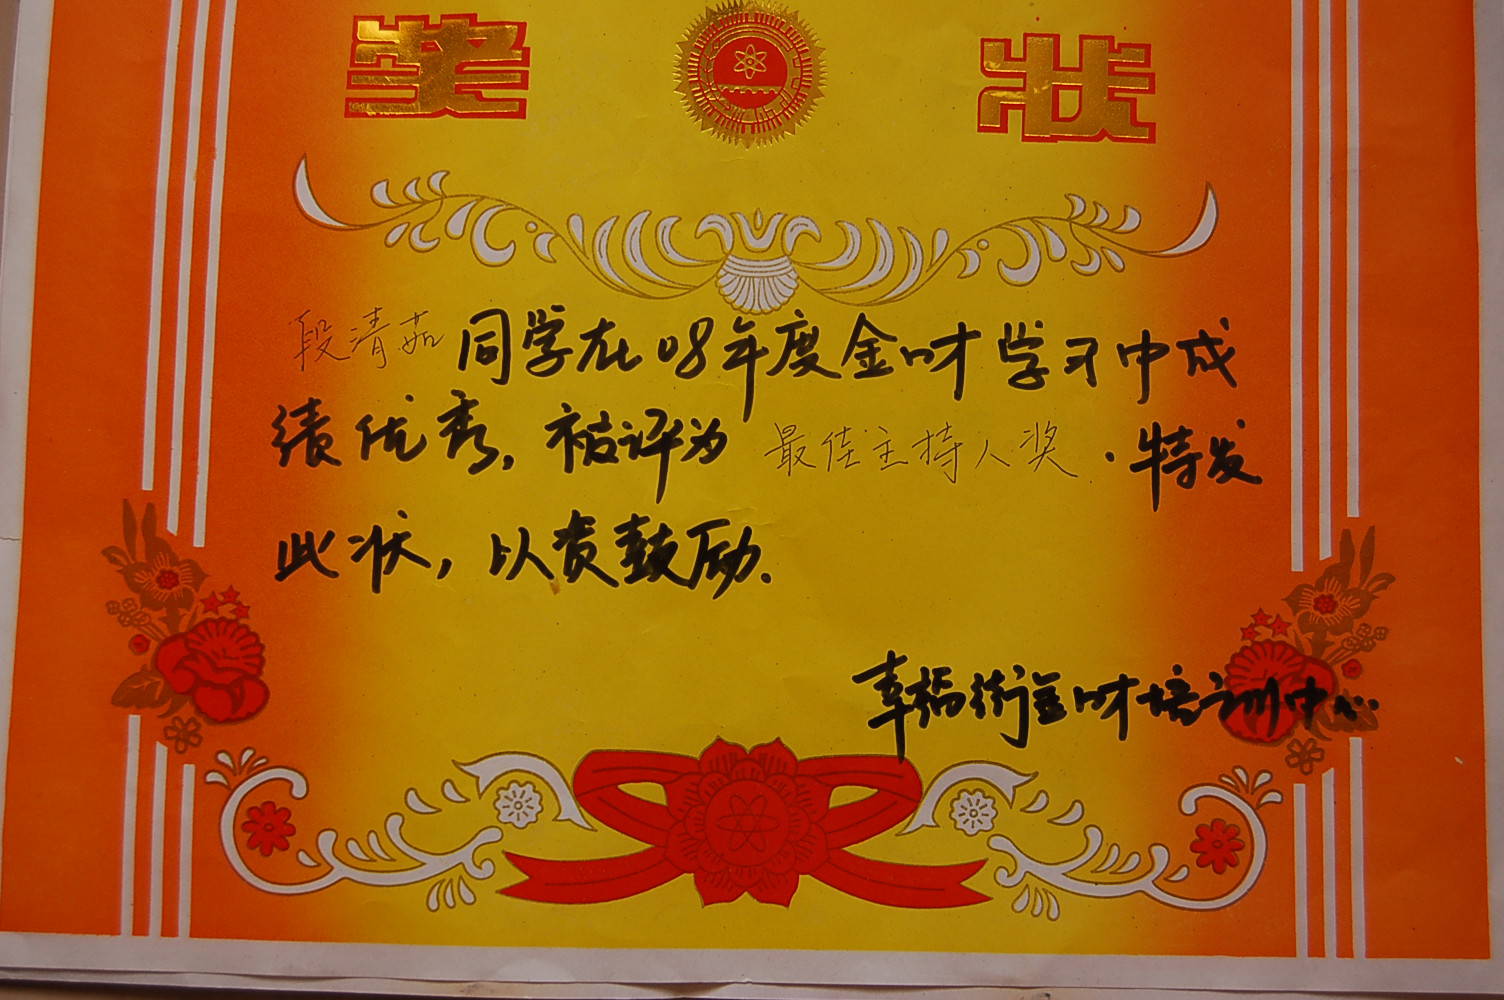 奖状
段清茹同学在08年度金财学习中成
绩优秀，被评为 最佳主持人奖．特发
此状，以资鼓励．
幸福街金财培训中心